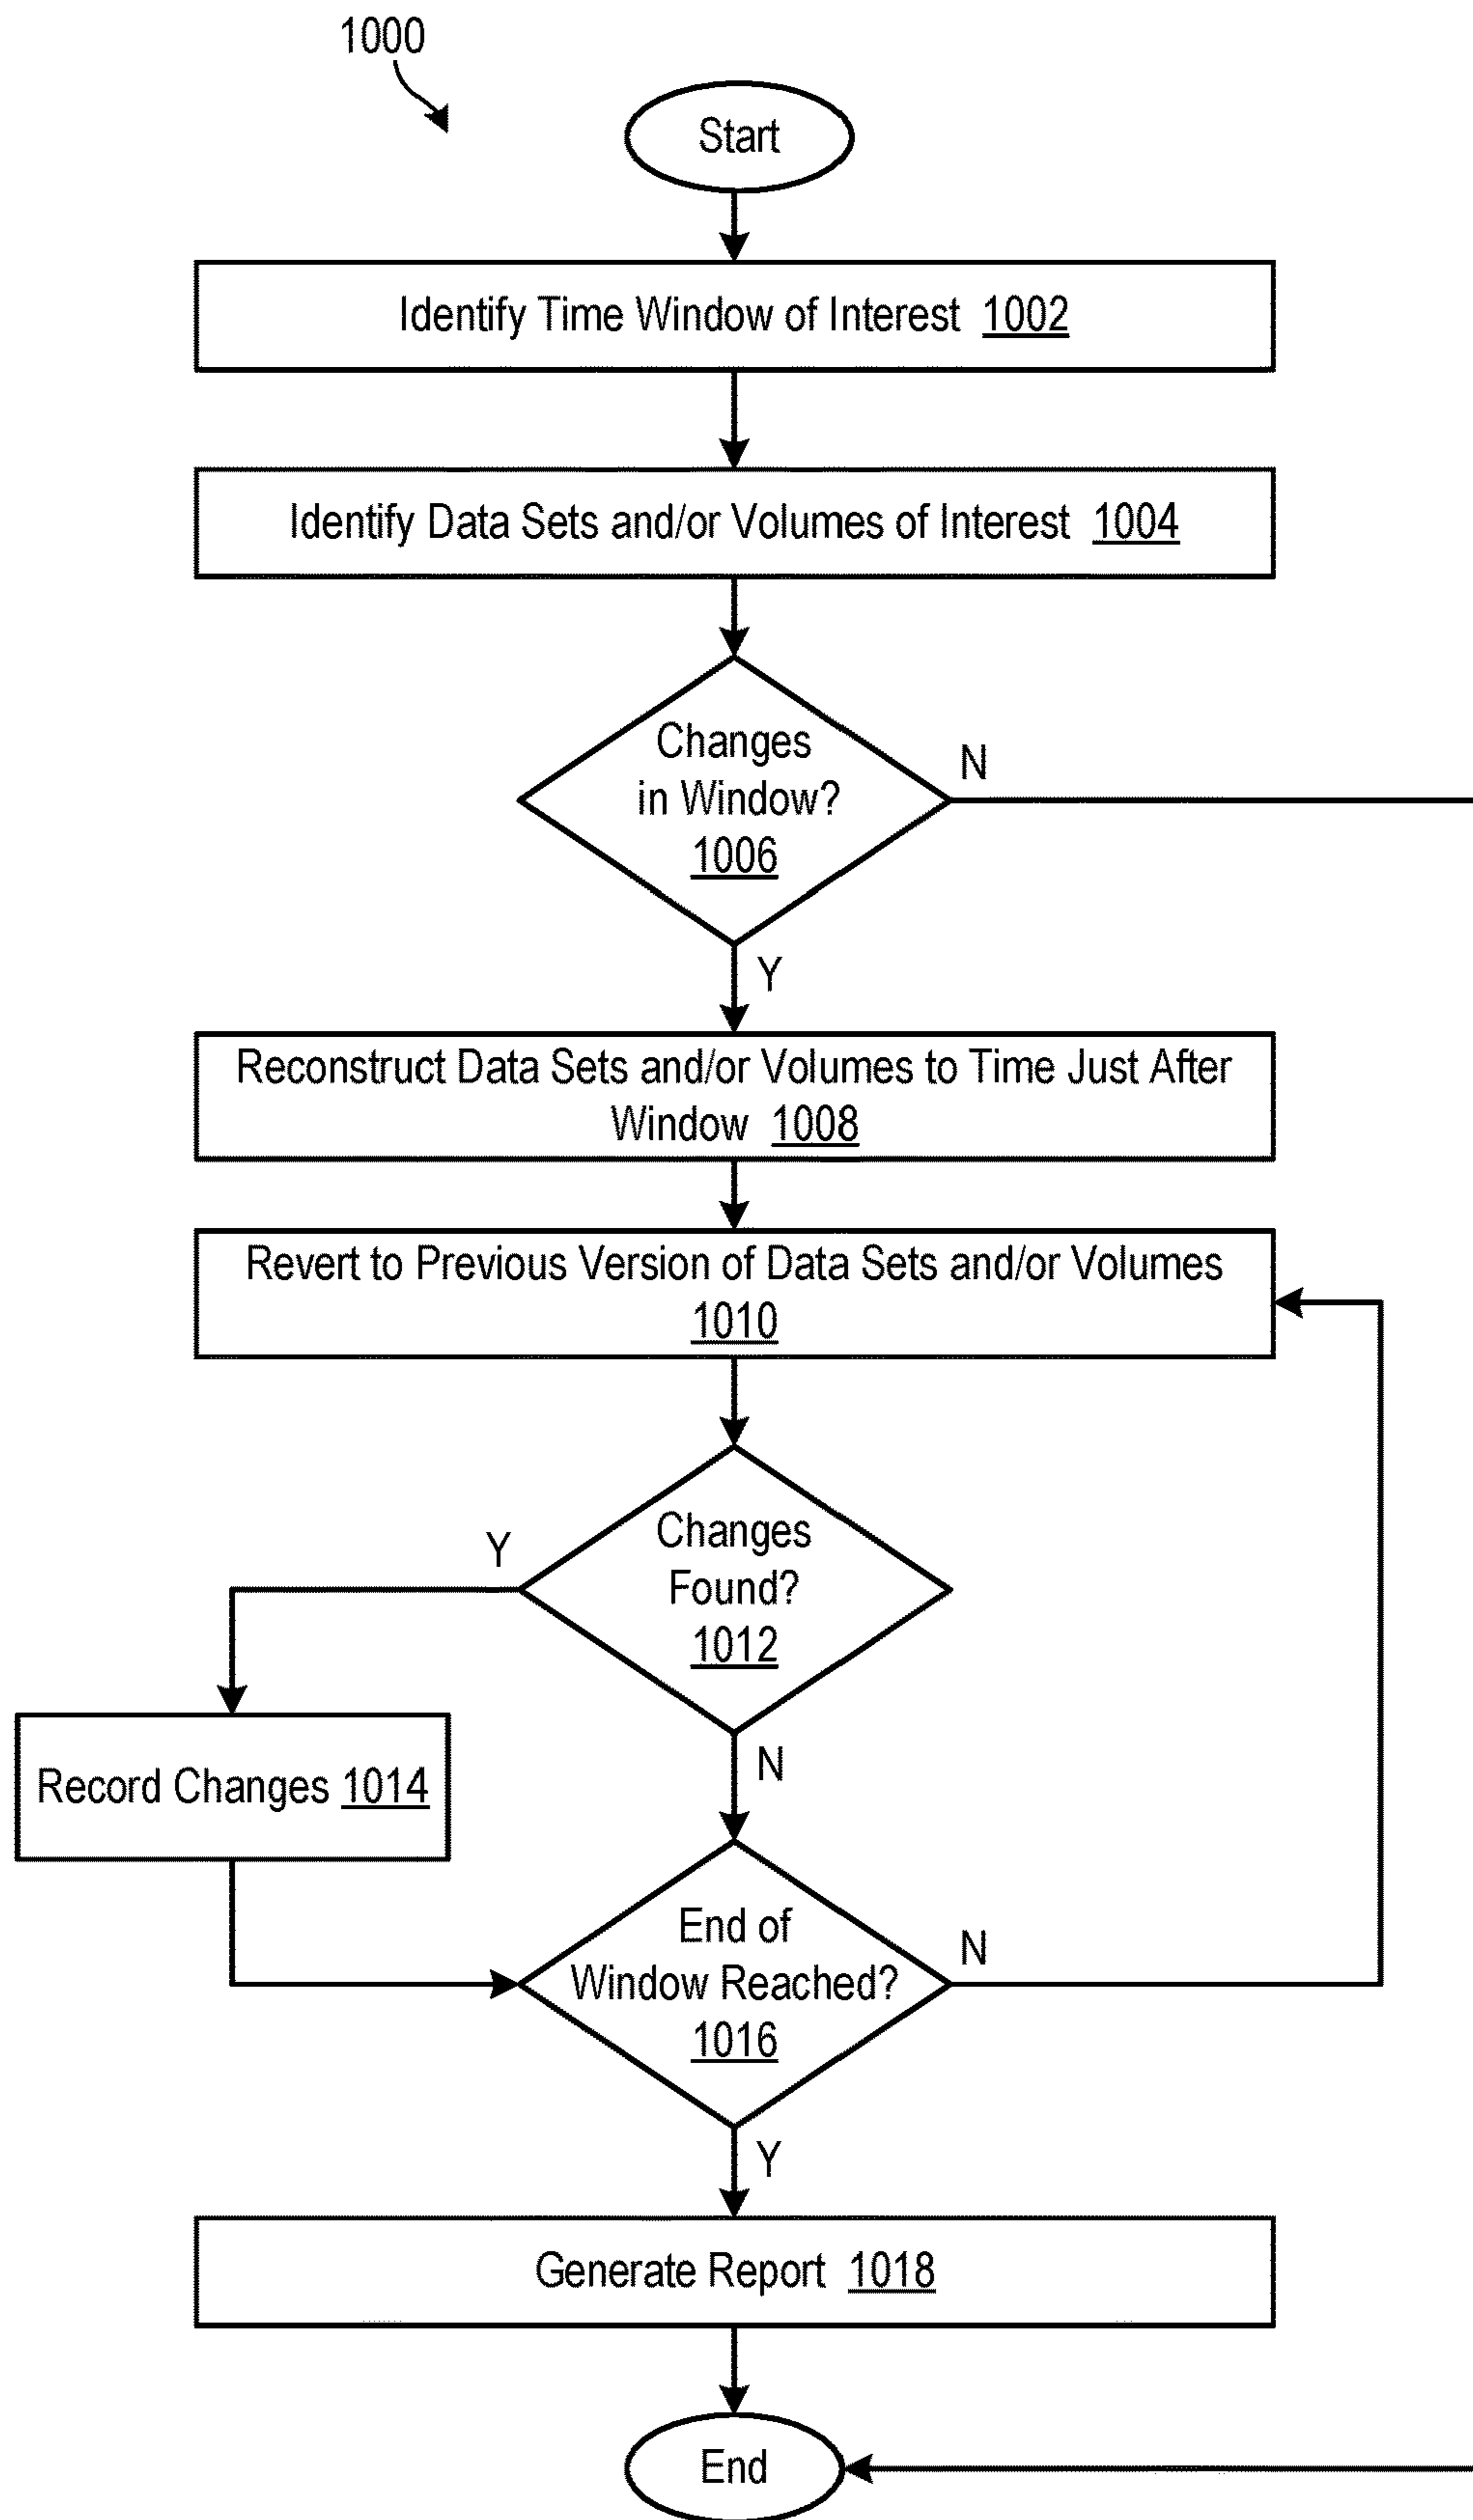 1000
Start
Identify Time Window of Interest 1002
Identify Data Sets and/or Volumes of Interest 1004
Changes
in Window?
1006
N
Y
Reconstruct Data Sets and/or Volumes to Time Just After
Window 1008
Revert to Previous Version of Data Sets and/or Volumes
1010
Changes
Found?
1012
Y
N
Record Changes 1014
End of
Window Reached?
1016
N
Y
Generate Report 1018
End